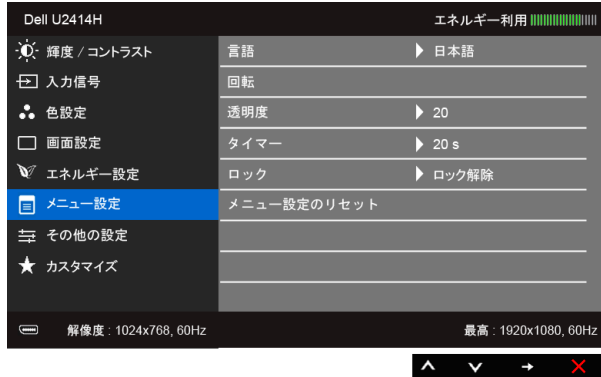 Dell U2414H エネルギー利用
輝度 / コントラスト 言語 日本語
入力信号 回転
色設定 透明度 20
画面設定 タイマー 20 s
エネルギー設定 ロック ロック解除
メニュー設定 メニュー設定のリセット
その他の設定
カスタマイズ
解像度 : 1024x768, 60Hz 最高 : 1920x1080, 60Hz